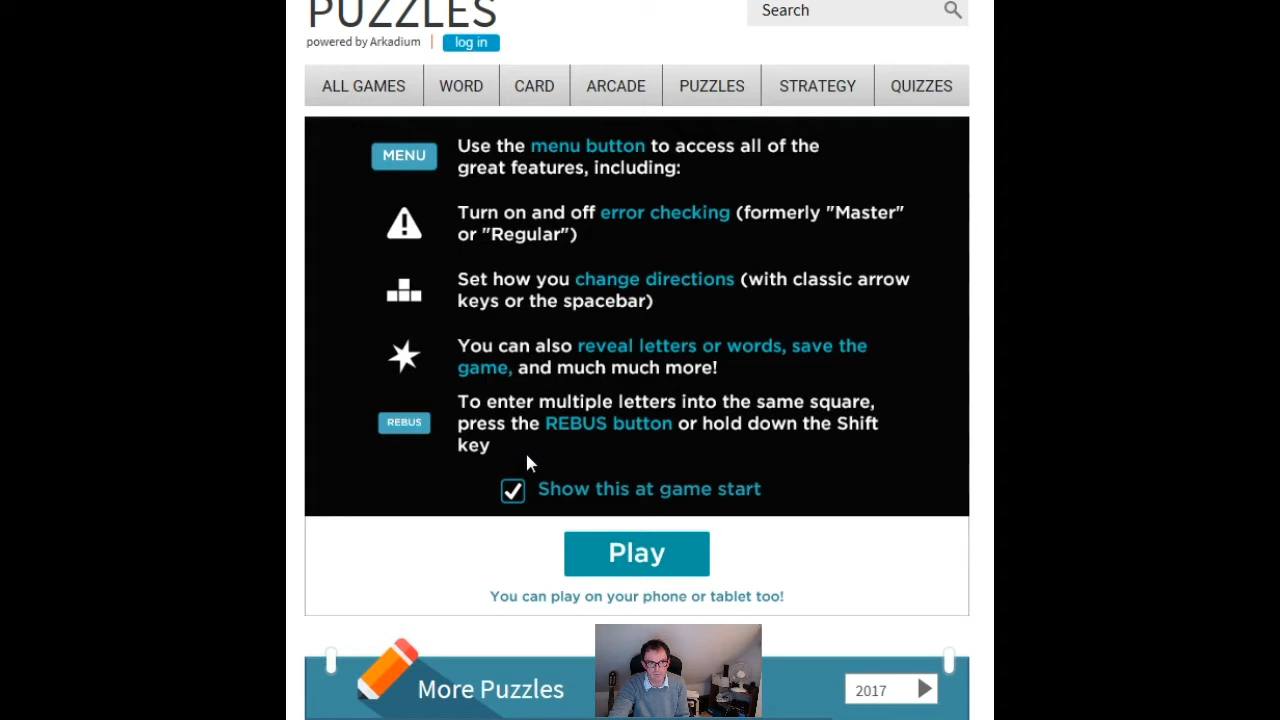 PUZZLES
Search
powered by Arkadium
log in
ALL GAMES
WORD
CARD
ARCADE
PUZZLES
STRATEGY
QUIZZES
MENU
Use the menu button to access all of the
great features, including:
Turn on and off error checking (formerly "Master"
or "Regular")
Set how you change directions (with classic arrow
keys or the spacebar)
You can also reveal letters or words, save the
game, and much much more!
REBUS
To enter multiple letters into the same square,
press the REBUS button or hold down the Shift
key
Show this at game start
Play
You can play on your phone or tablet too!
More Puzzles
2017